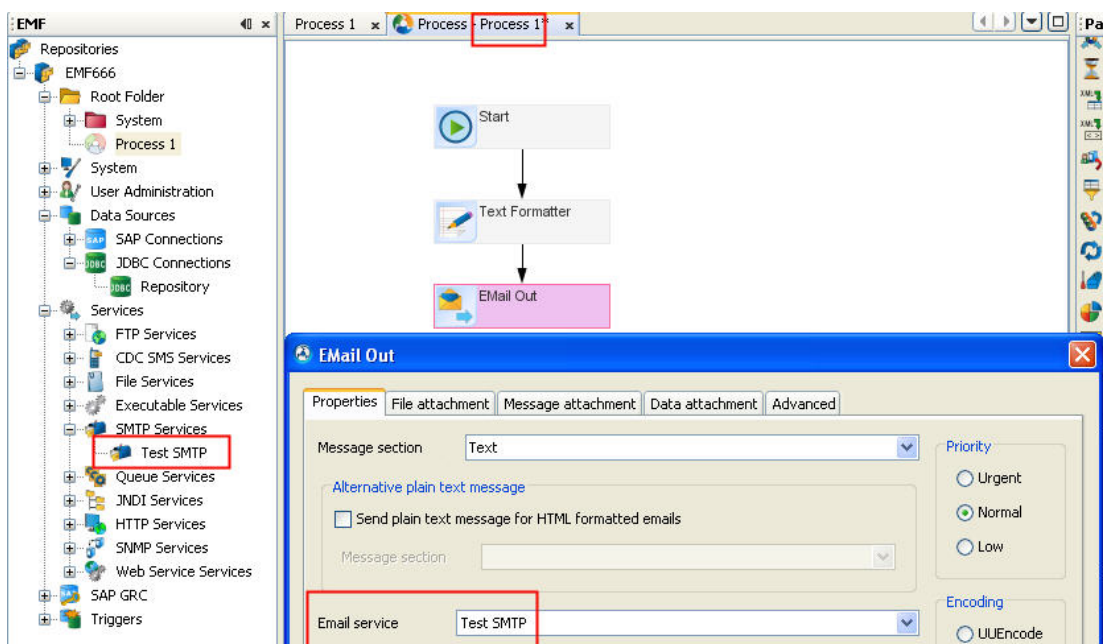 EMF
Process 1
Process - Process 1*
Pa
Repositories
EMF666
Root Folder
System
Process 1
System
User Administration
Data Sources
SAP Connections
JDBC Connections
Repository
Services
FTP Services
CDC SMS Services
File Services
Executable Services
SMTP Services
Test SMTP
Queue Services
JNDI Services
HTTP Services
SNMP Services
Web Service Services
SAP GRC
Triggers
Start
Text Formatter
EMail Out
EMail Out
Properties File attachment Message attachment Data attachment Advanced
Message section Text
Priority
Alternative plain text message
Urgent
Send plain text message for HTML formatted emails
Normal
Message section
Low
Encoding
Email service Test SMTP
UUEncode